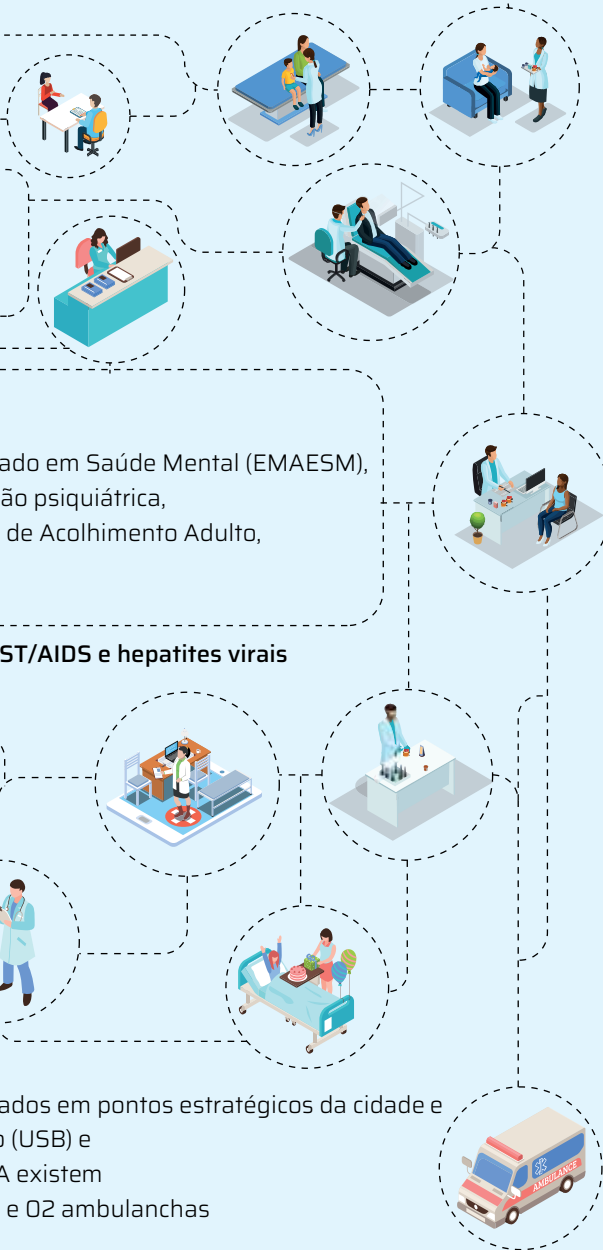 ado em Saúde Mental (EMAESM),
ão psiquiátrica,
de Acolhimento Adulto,
ST/AIDS e hepatites virais
ados em pontos estratégicos da cidade e
o (USB) e
A existem
e 02 ambulanchas
AMBULANCE